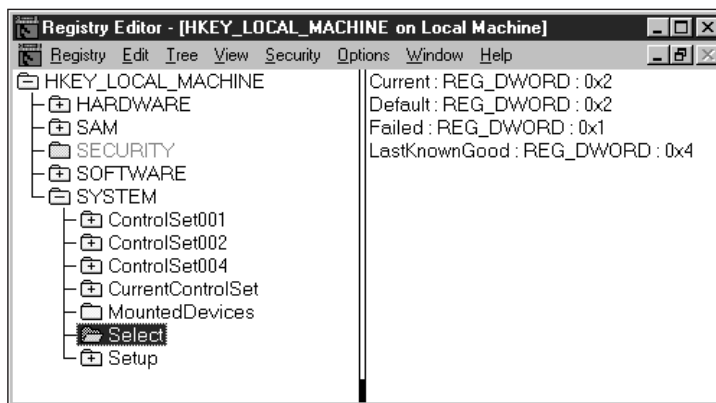 Registry Editor - [HKEY_LOCAL_MACHINE on Local Machine]
Registry Edit Tree View Security Options Window Help
HKEY_LOCAL_MACHINE
HARDWARE
SAM
SECURITY
SOFTWARE
SYSTEM
ControlSet001
ControlSet002
ControlSet004
CurrentControlSet
MountedDevices
Select
Setup
Current : REG_DWORD : 0x2
Default : REG_DWORD : 0x2
Failed : REG_DWORD : 0x1
LastKnownGood : REG_DWORD : 0x4